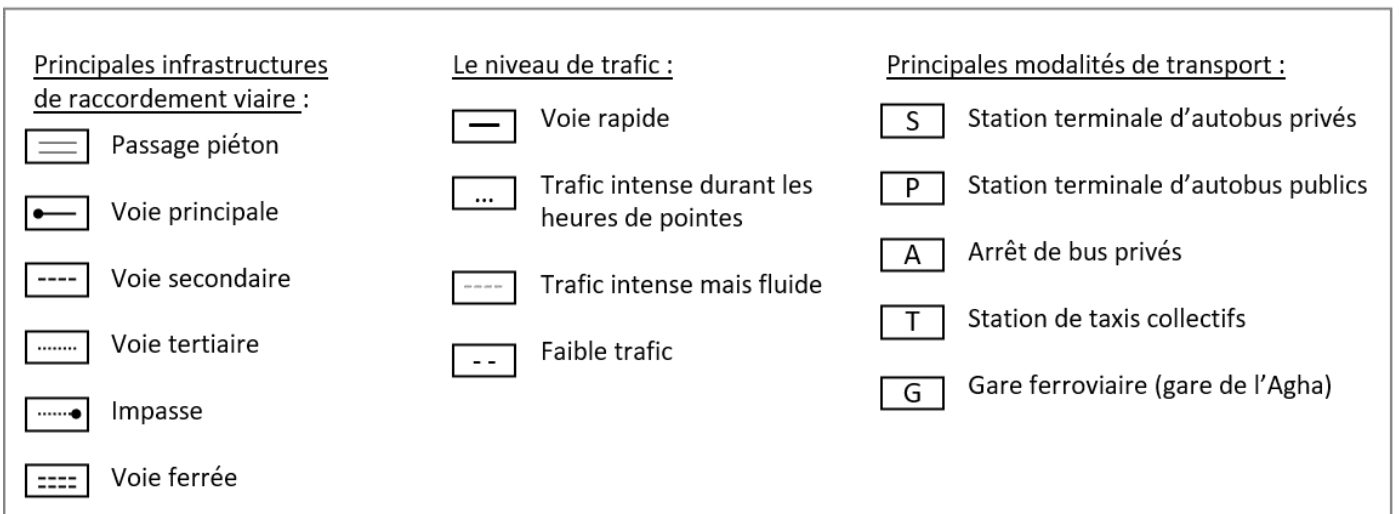 Principales infrastructures
de raccordement viaire :
Passage piéton
Voie principale
Voie secondaire
Voie tertiaire
Impasse
Voie ferrée
Le niveau de trafic :
Voie rapide
Trafic intense durant les
heures de pointes
Trafic intense mais fluide
Faible trafic
Principales modalités de transport :
S Station terminale d’autobus privés
P Station terminale d’autobus publics
A Arrêt de bus privés
T Station de taxis collectifs
G Gare ferroviaire (gare de l’Agha)